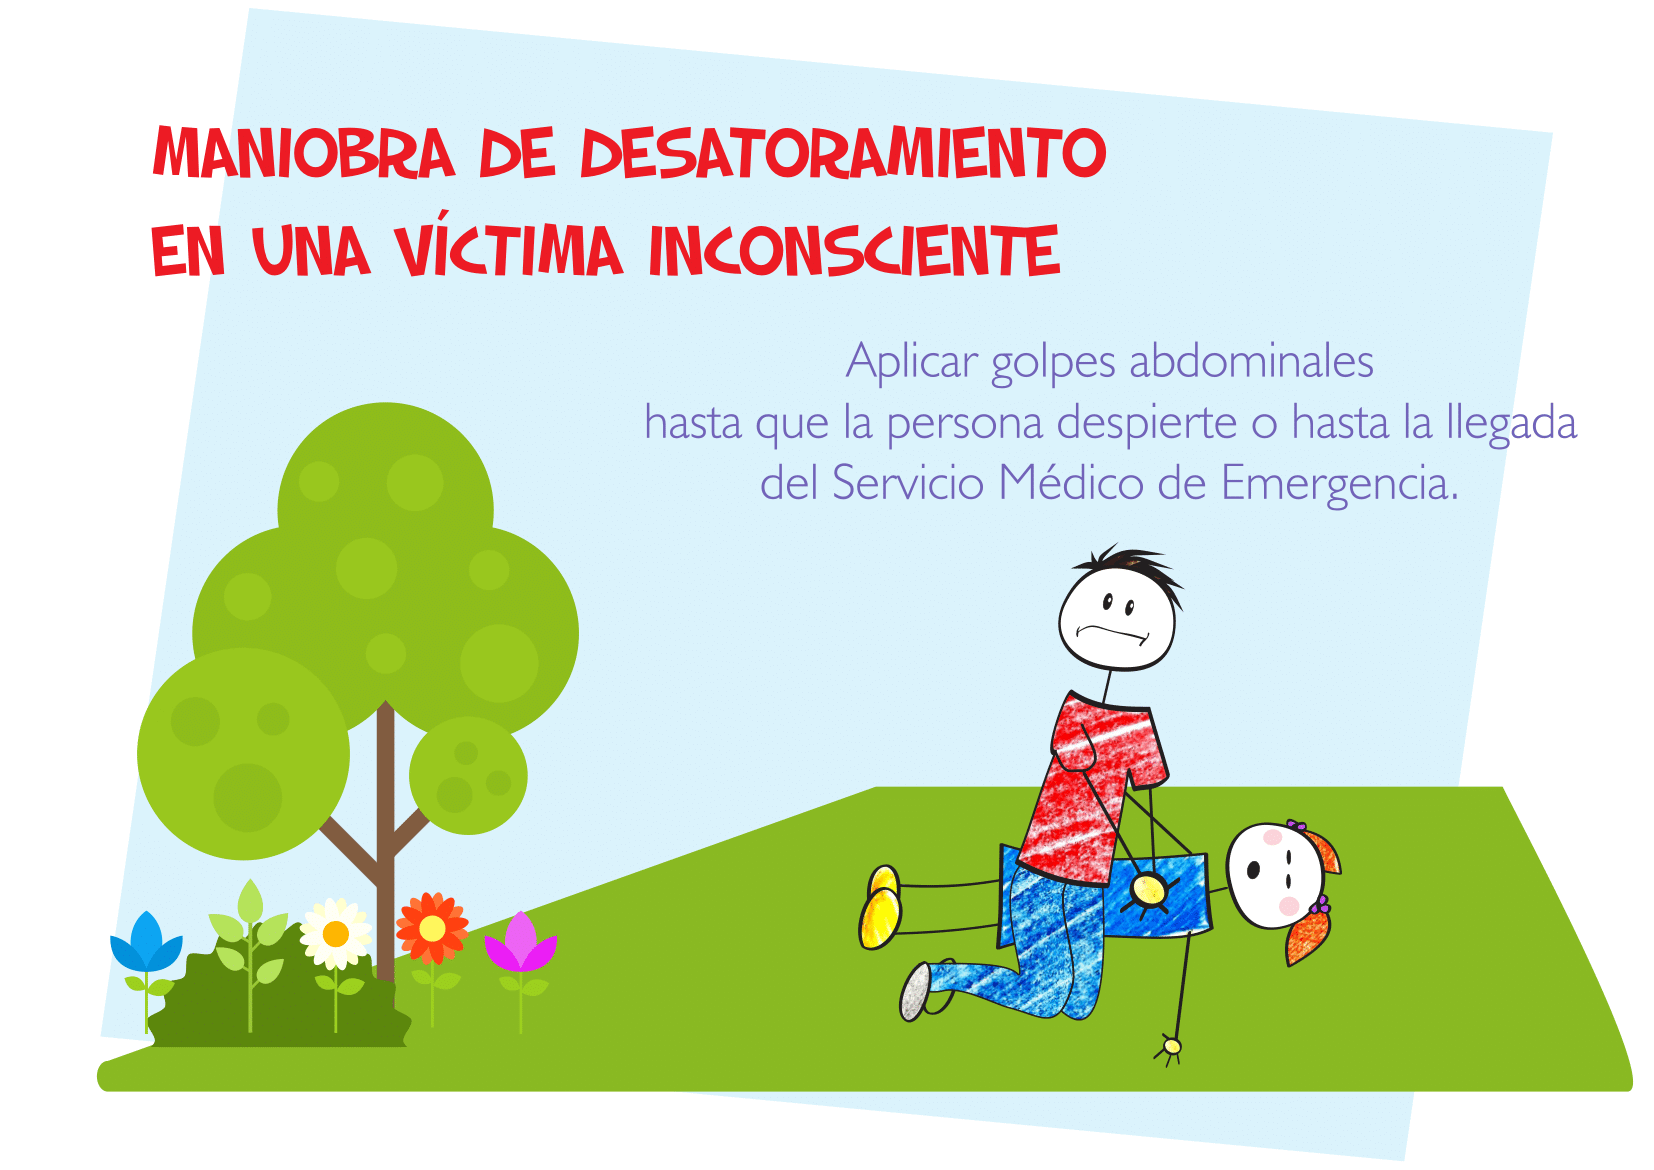 MANIOBRA DE DESATORAMIENTO
EN UNA VÍCTIMA INCONSCIENTE
Aplicar golpes abdominales
hasta que la persona despierte o hasta la llegada
del Servicio Médico de Emergencia.